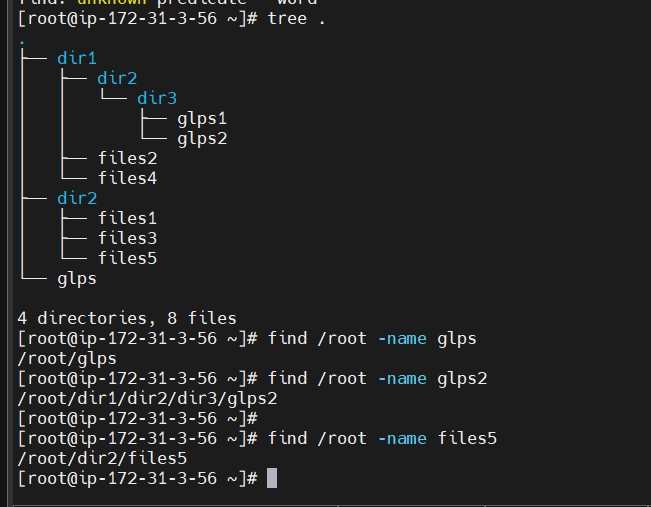 find: unknown predicate `-word'
[root@ip-172-31-3-56 ~]# tree .
.
├── dir1
│   ├── dir2
│   │   └── dir3
│   │       ├── glps1
│   │       └── glps2
│   ├── files2
│   └── files4
├── dir2
│   ├── files1
│   ├── files3
│   └── files5
└── glps
4 directories, 8 files
[root@ip-172-31-3-56 ~]# find /root -name glps
/root/glps
[root@ip-172-31-3-56 ~]# find /root -name glps2
/root/dir1/dir2/dir3/glps2
[root@ip-172-31-3-56 ~]#
[root@ip-172-31-3-56 ~]# find /root -name files5
/root/dir2/files5
[root@ip-172-31-3-56 ~]#